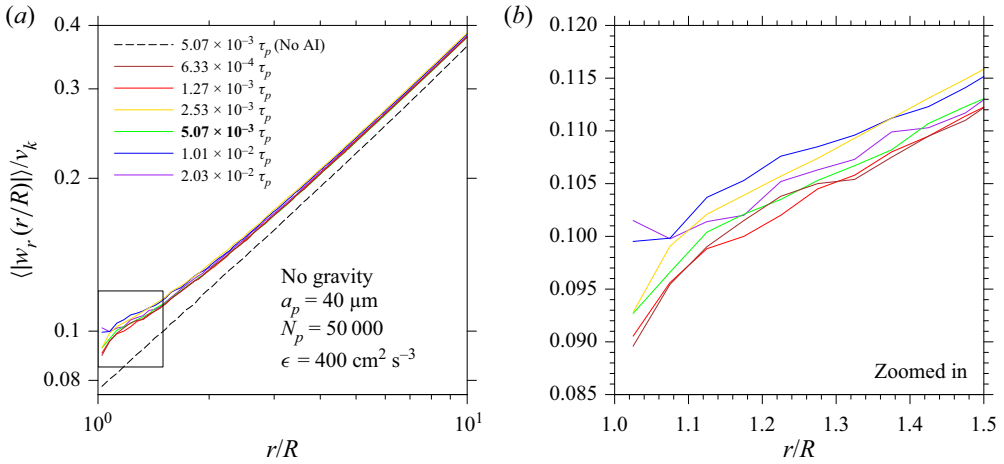 (a)
0.4
0.3
0.2
0.1
0.08
⟨|w_r (r/R)|⟩/v_k
5.07 × 10⁻³ τ_p (No AI)
6.33 × 10⁻⁴ τ_p
1.27 × 10⁻³ τ_p
2.53 × 10⁻³ τ_p
5.07 × 10⁻³ τ_p
1.01 × 10⁻² τ_p
2.03 × 10⁻² τ_p
No gravity
a_p = 40 μm
N_p = 50 000
ϵ = 400 cm² s⁻³
10⁰
10¹
r/R
(b)
0.120
0.115
0.110
0.105
0.100
0.095
0.090
0.085
Zoomed in
1.0 1.1 1.2 1.3 1.4 1.5
r/R